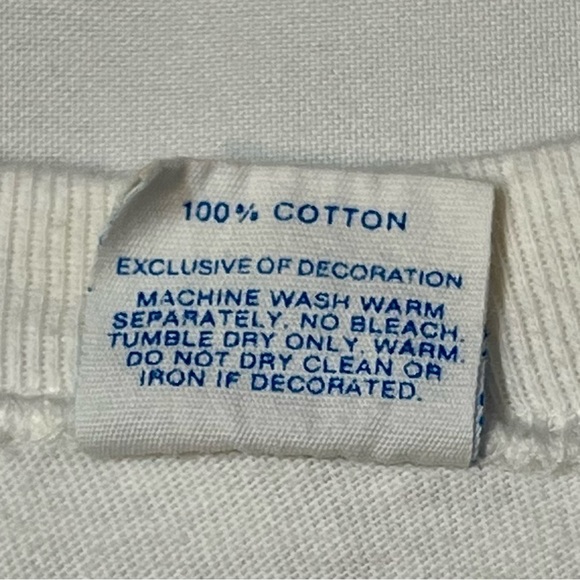 100% COTTON
EXCLUSIVE OF DECORATION
MACHINE WASH WARM
SEPARATELY. NO BLEACH.
TUMBLE DRY ONLY, WARM.
DO NOT DRY CLEAN OR
IRON IF DECORATED.